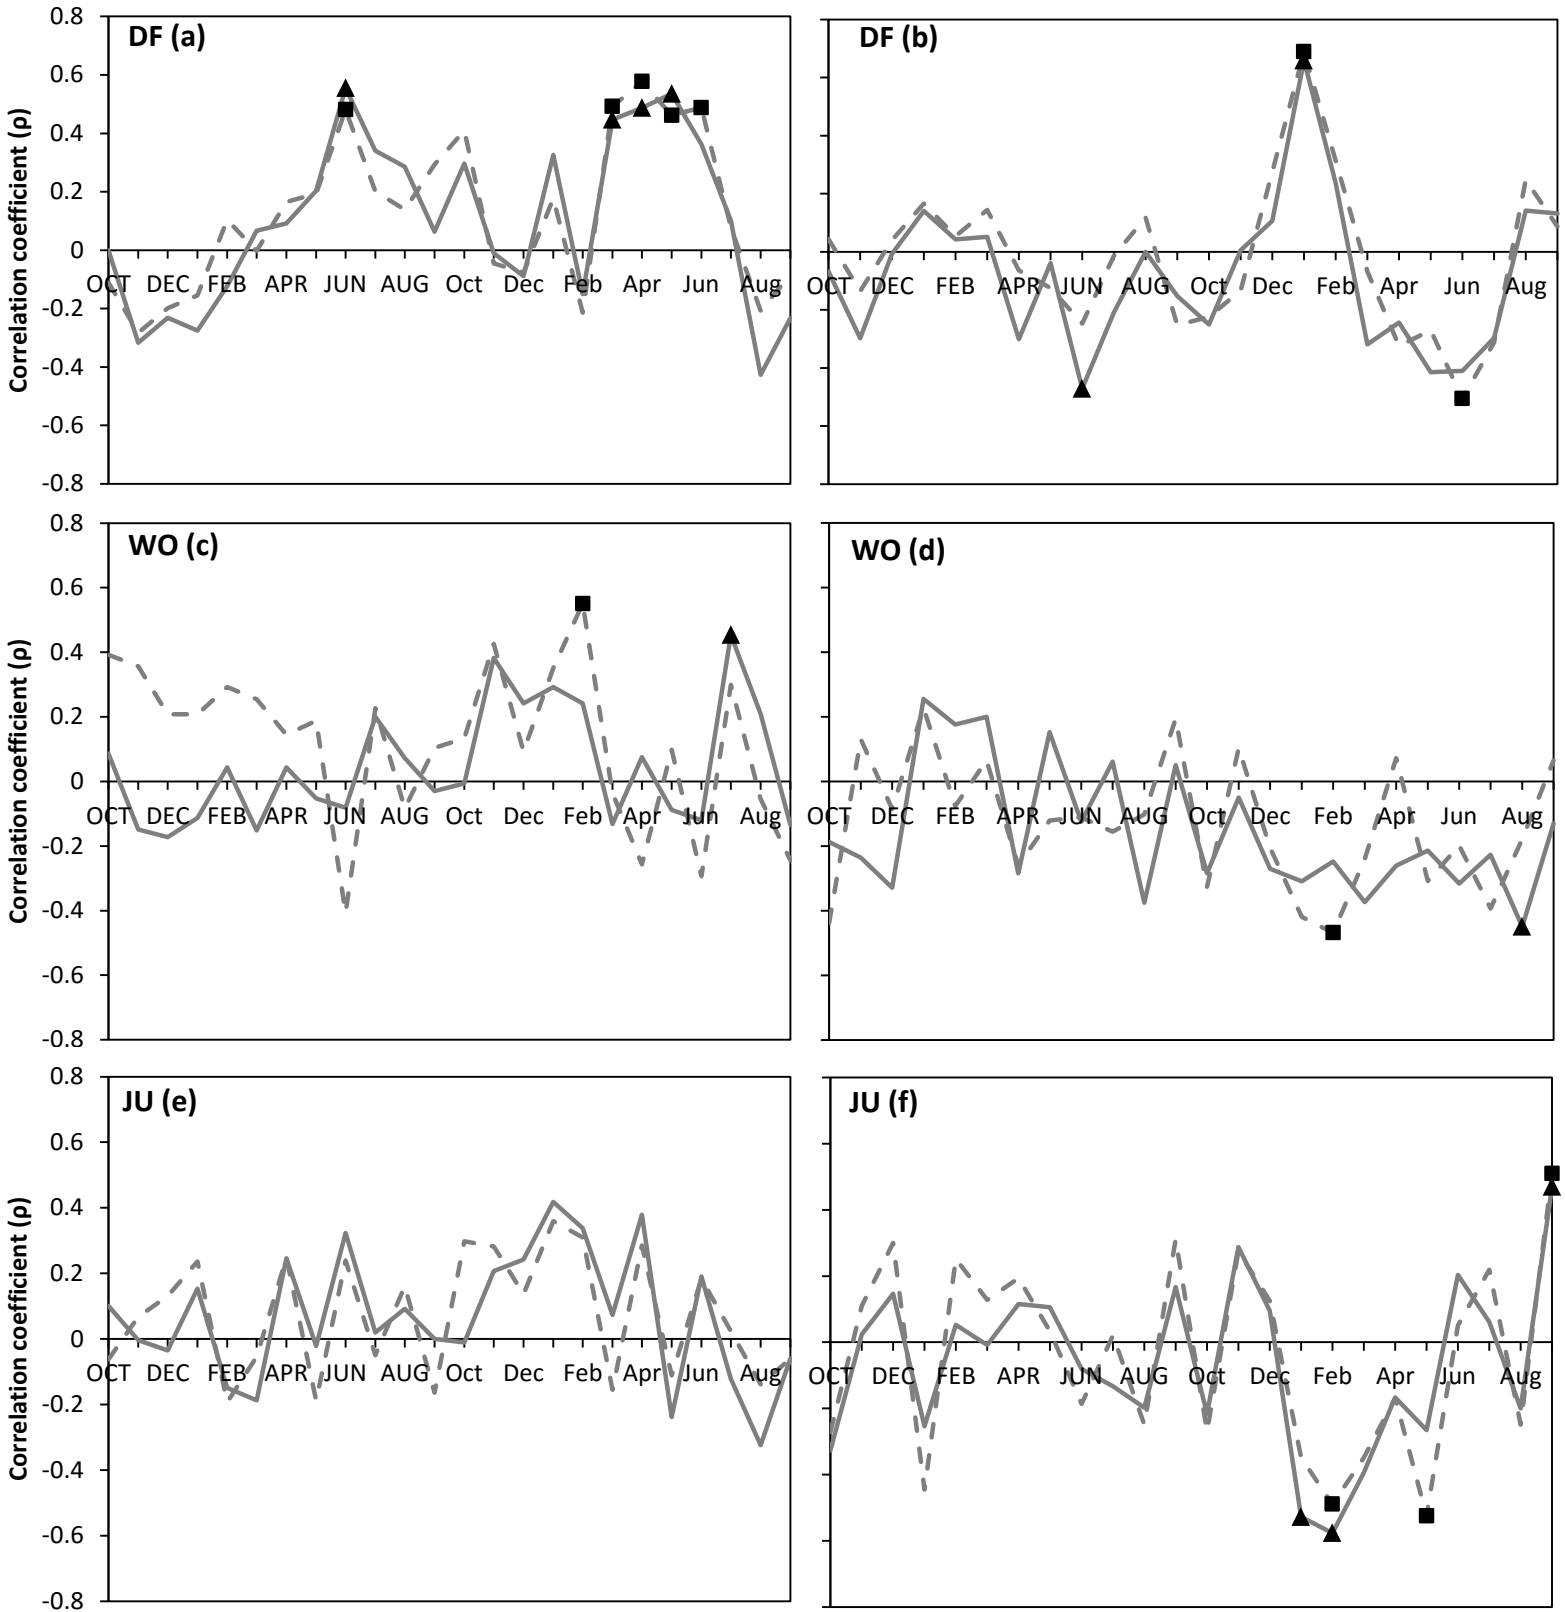 DF (a)
DF (b)
Correlation coefficient (ρ)
0.8
0.6
0.4
0.2
0
-0.2
-0.4
-0.6
-0.8
OCT DEC FEB APR JUN AUG Oct Dec Feb Apr Jun Aug
OCT DEC FEB APR JUN AUG Oct Dec Feb Apr Jun Aug
WO (c)
WO (d)
Correlation coefficient (ρ)
0.8
0.6
0.4
0.2
0
-0.2
-0.4
-0.6
-0.8
OCT DEC FEB APR JUN AUG Oct Dec Feb Apr Jun Aug
OCT DEC FEB APR JUN AUG Oct Dec Feb Apr Jun Aug
JU (e)
JU (f)
Correlation coefficient (ρ)
0.8
0.6
0.4
0.2
0
-0.2
-0.4
-0.6
-0.8
OCT DEC FEB APR JUN AUG Oct Dec Feb Apr Jun Aug
OCT DEC FEB APR JUN AUG Oct Dec Feb Apr Jun Aug